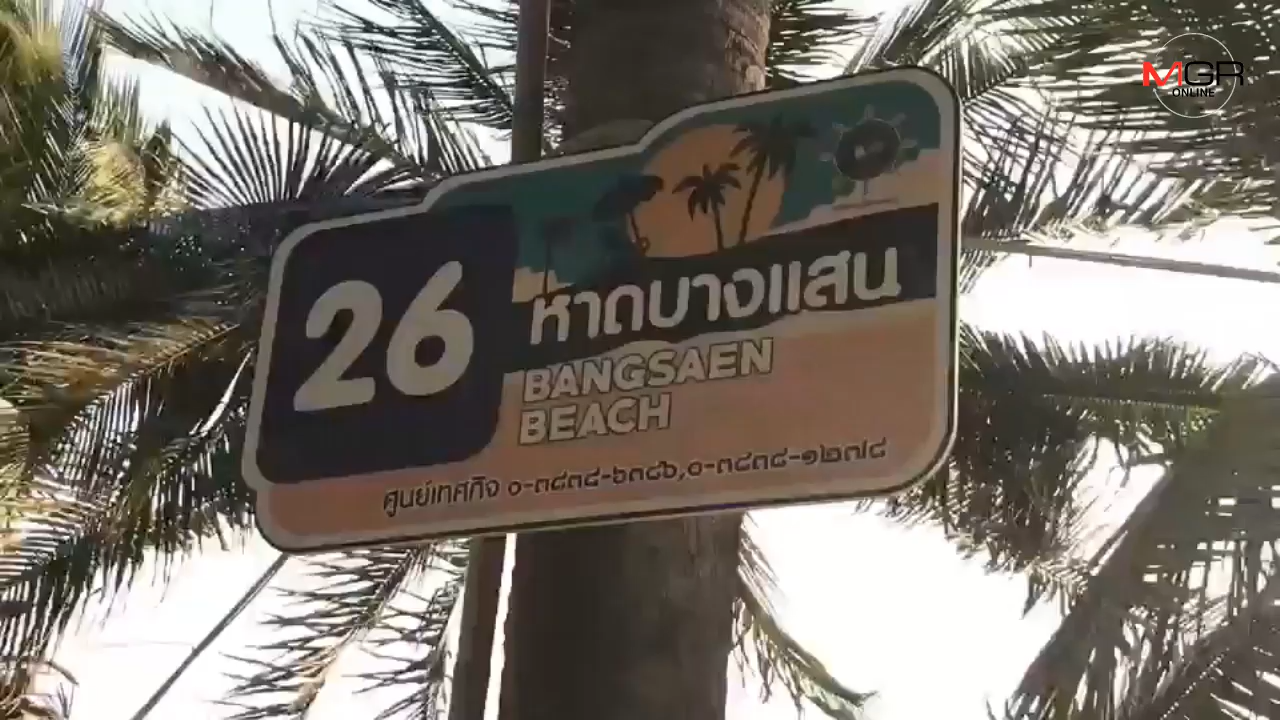 MGR
ONLINE
26
หาดบางแสน
BANGSAEN
BEACH
ศูนย์เทศกิจ ๐-๓๘๓๘-๖๓๘๖,๐-๓๘๓๘-๑๒๗๘